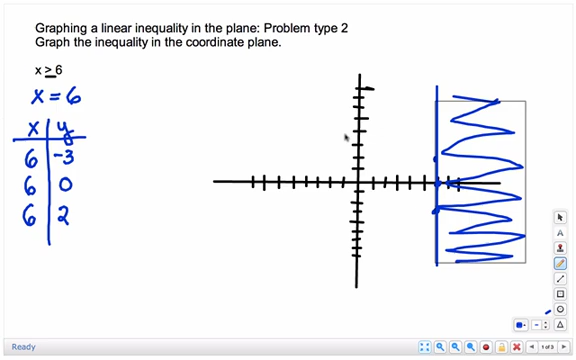 Graphing a linear inequality in the plane: Problem type 2
Graph the inequality in the coordinate plane.
x ≥ 6
x = 6
x y
6 -3
6 0
6 2
Ready
1 of 3